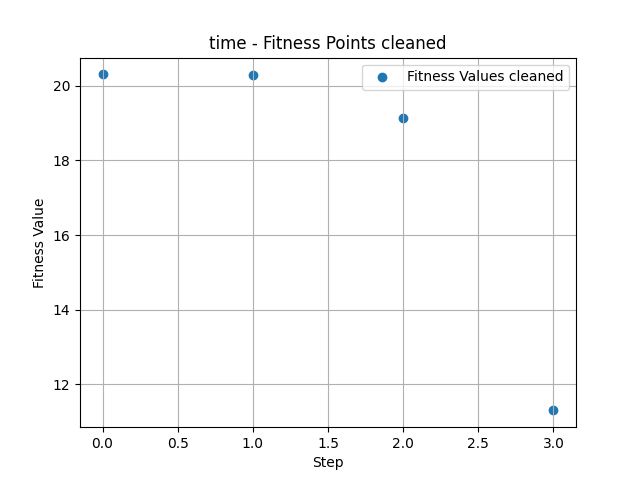 time - Fitness Points cleaned
Fitness Values cleaned
20
18
16
14
12
Fitness Value
0.0 0.5 1.0 1.5 2.0 2.5 3.0
Step